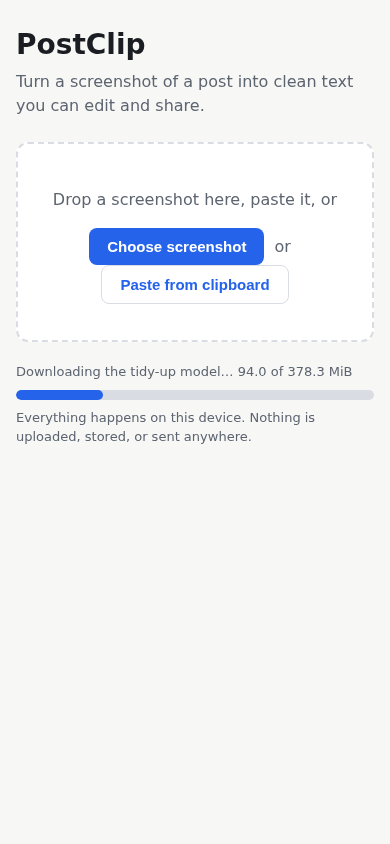 PostClip
Turn a screenshot of a post into clean text
you can edit and share.
Drop a screenshot here, paste it, or
Choose screenshot or
Paste from clipboard
Downloading the tidy-up model… 94.0 of 378.3 MiB
Everything happens on this device. Nothing is
uploaded, stored, or sent anywhere.